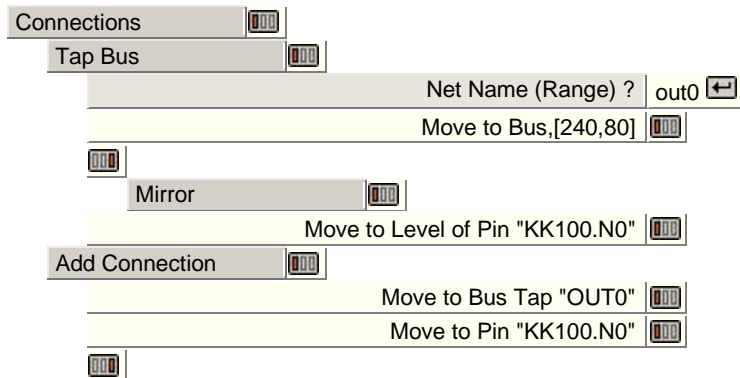 Connections
Tap Bus
Net Name (Range) ? out0
Move to Bus,[240,80]
Mirror
Move to Level of Pin "KK100.N0"
Add Connection
Move to Bus Tap "OUT0"
Move to Pin "KK100.N0"